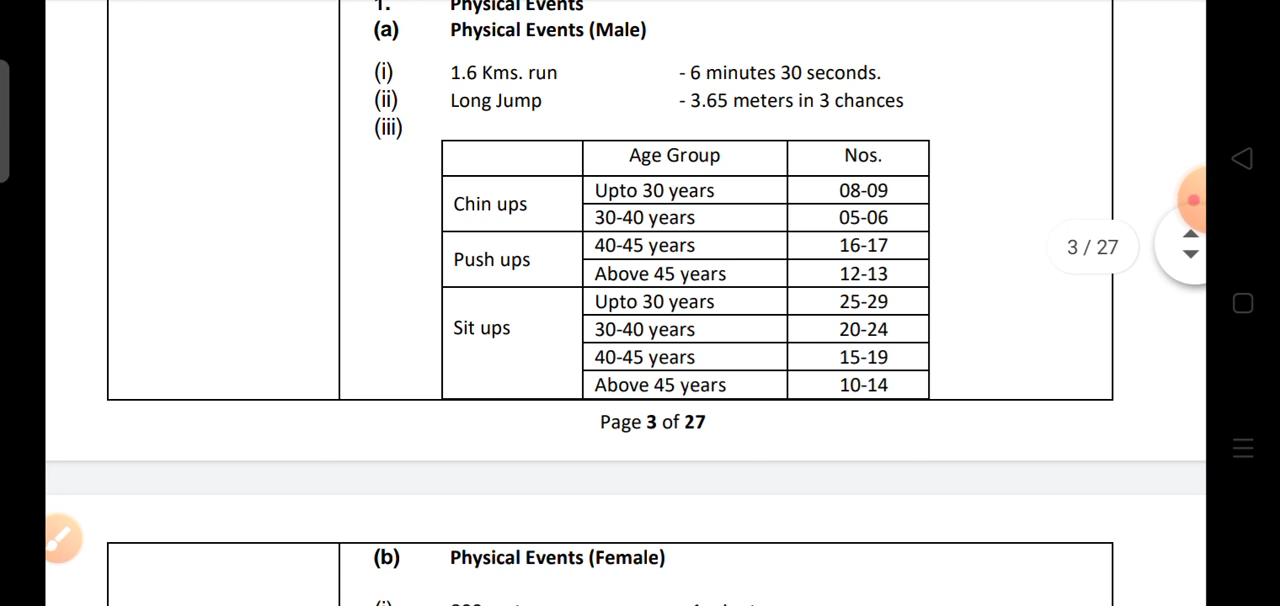 1. Physical Events
(a) Physical Events (Male)
(i) 1.6 Kms. run - 6 minutes 30 seconds.
(ii) Long Jump - 3.65 meters in 3 chances
(iii)
Age Group Nos.
Chin ups Upto 30 years 08-09
30-40 years 05-06
Push ups 40-45 years 16-17
Above 45 years 12-13
Sit ups Upto 30 years 25-29
30-40 years 20-24
40-45 years 15-19
Above 45 years 10-14
3 / 27
Page 3 of 27
(b) Physical Events (Female)
(i)